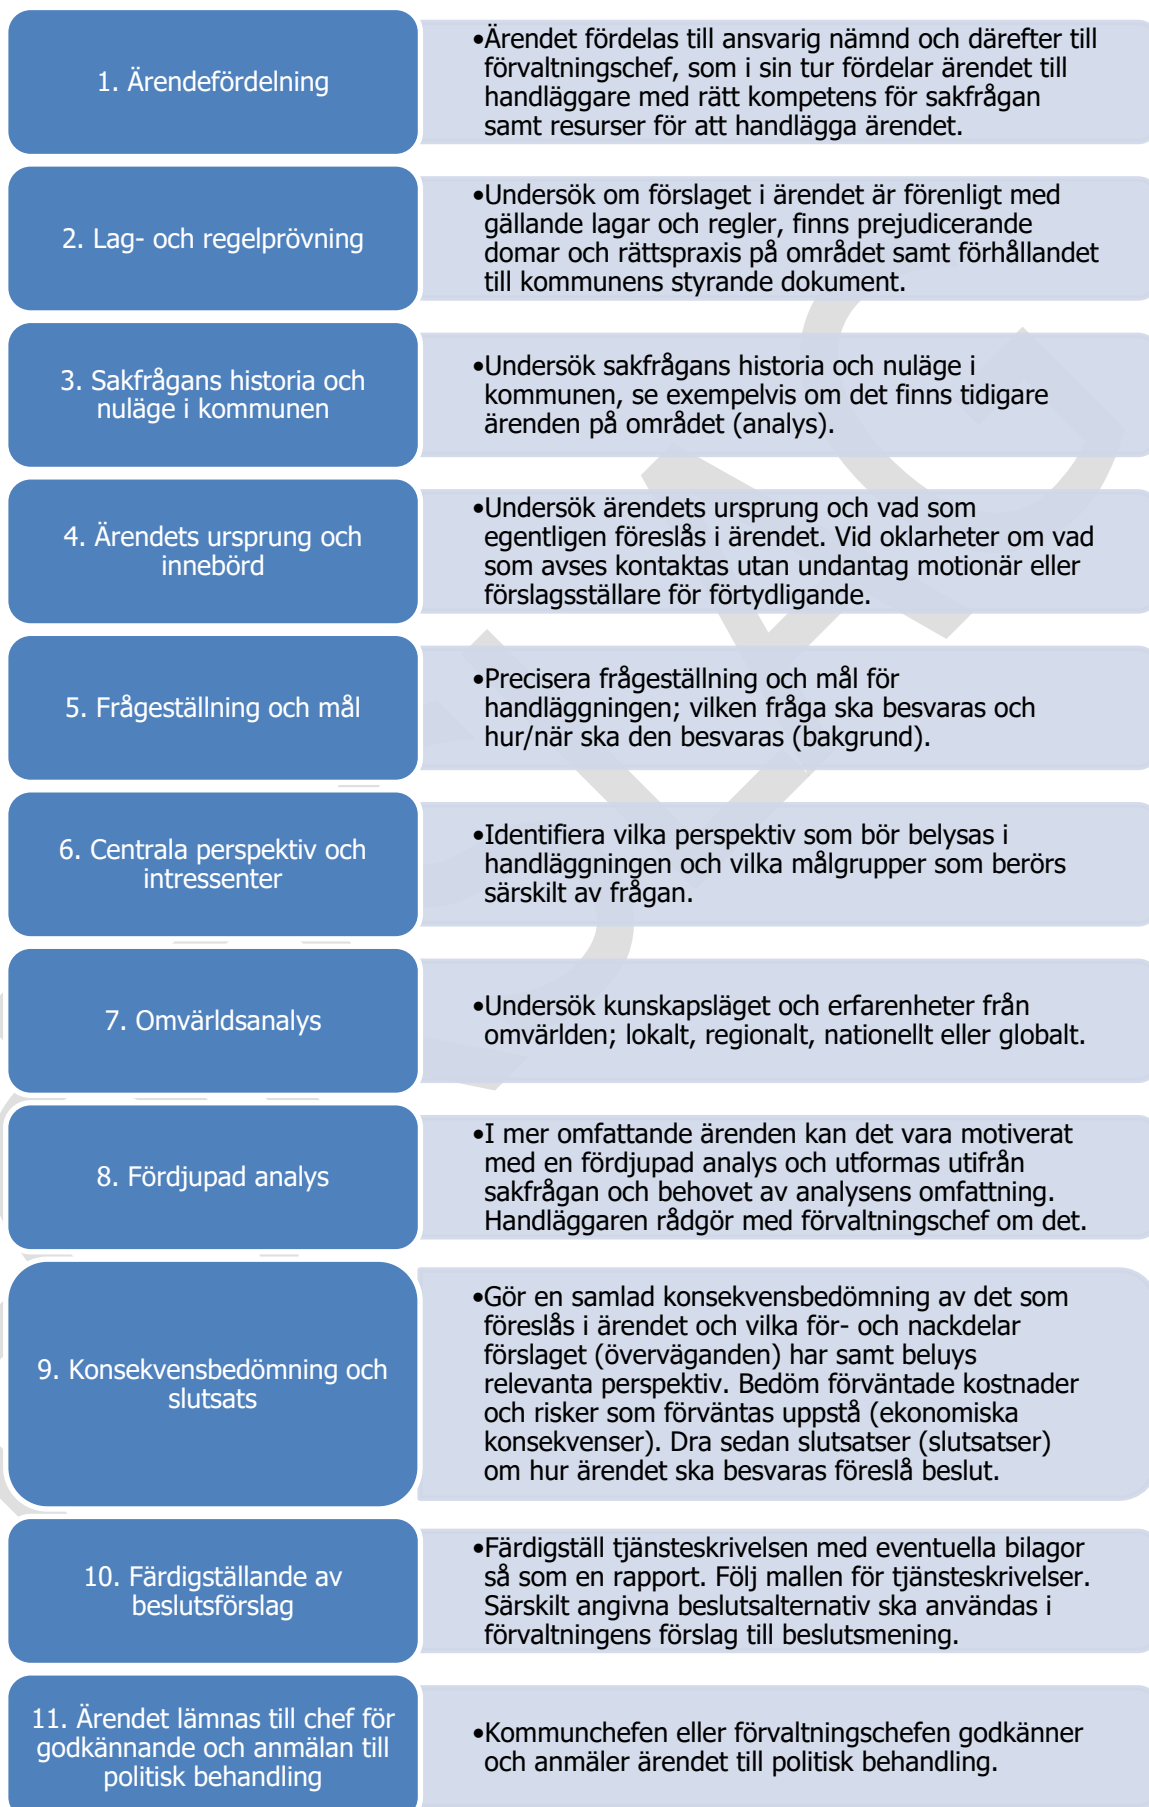 1. Ärendefördelning
•Ärendet fördelas till ansvarig nämnd och därefter till
förvaltningschef, som i sin tur fördelar ärendet till
handläggare med rätt kompetens för sakfrågan
samt resurser för att handlägga ärendet.
2. Lag- och regelprövning
•Undersök om förslaget i ärendet är förenligt med
gällande lagar och regler, finns prejudicerande
domar och rättspraxis på området samt förhållandet
till kommunens styrande dokument.
3. Sakfrågans historia och
nuläge i kommunen
•Undersök sakfrågans historia och nuläge i
kommunen, se exempelvis om det finns tidigare
ärenden på området (analys).
4. Ärendets ursprung och
innebörd
•Undersök ärendets ursprung och vad som
egentligen föreslås i ärendet. Vid oklarheter om vad
som avses kontaktas utan undantag motionär eller
förslagsställare för förtydligande.
5. Frågeställning och mål
•Precisera frågeställning och mål för
handläggningen; vilken fråga ska besvaras och
hur/när ska den besvaras (bakgrund).
6. Centrala perspektiv och
intressenter
•Identifiera vilka perspektiv som bör belysas i
handläggningen och vilka målgrupper som berörs
särskilt av frågan.
7. Omvärldsanalys
•Undersök kunskapsläget och erfarenheter från
omvärlden; lokalt, regionalt, nationellt eller globalt.
8. Fördjupad analys
•I mer omfattande ärenden kan det vara motiverat
med en fördjupad analys och utformas utifrån
sakfrågan och behovet av analysens omfattning.
Handläggaren rådgör med förvaltningschef om det.
9. Konsekvensbedömning och
slutsats
•Gör en samlad konsekvensbedömning av det som
föreslås i ärendet och vilka för- och nackdelar
förslaget (överväganden) har samt beluys
relevanta perspektiv. Bedöm förväntade kostnader
och risker som förväntas uppstå (ekonomiska
konsekvenser). Dra sedan slutsatser (slutsatser)
om hur ärendet ska besvaras föreslå beslut.
10. Färdigställande av
beslutsförslag
•Färdigställ tjänsteskrivelsen med eventuella bilagor
så som en rapport. Följ mallen för tjänsteskrivelser.
Särskilt angivna beslutsalternativ ska användas i
förvaltningens förslag till beslutsmening.
11. Ärendet lämnas till chef för
godkännande och anmälan till
politisk behandling
•Kommunchefen eller förvaltningschefen godkänner
och anmäler ärendet till politisk behandling.